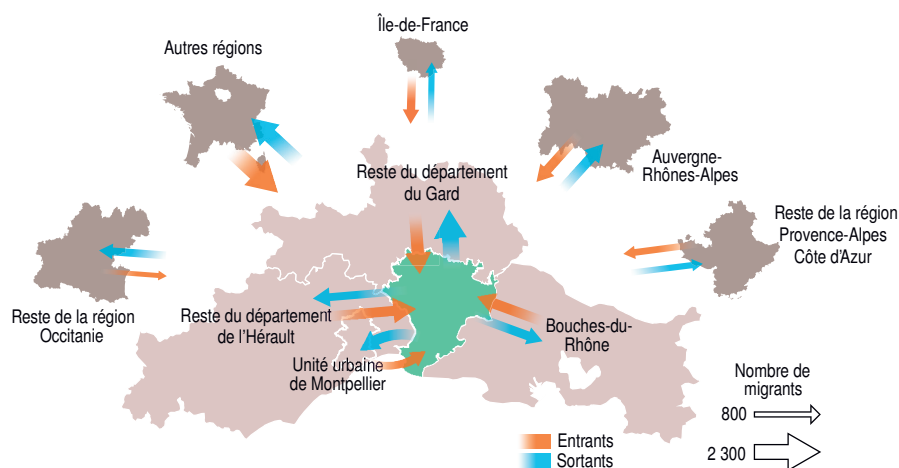 Île-de-France
Autres régions
Auvergne-
Rhônes-Alpes
Reste du département
du Gard
Reste de la région
Provence-Alpes
Côte d'Azur
Reste de la région
Occitanie
Reste du département
de l'Hérault
Bouches-du-
Rhône
Unité urbaine
de Montpellier
Nombre de
migrants
800
2 300
Entrants
Sortants